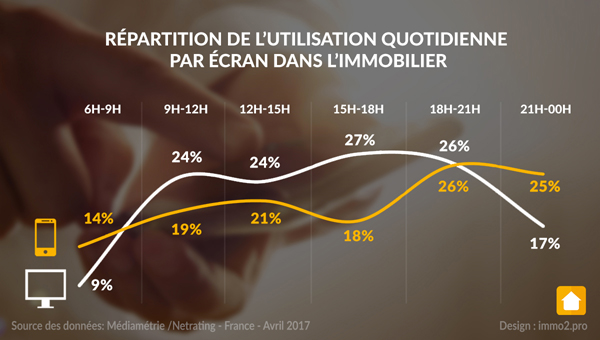 RÉPARTITION DE L'UTILISATION QUOTIDIENNE
PAR ÉCRAN DANS L'IMMOBILIER
6H-9H 9H-12H 12H-15H 15H-18H 18H-21H 21H-00H
24% 24% 27% 26%
14% 19% 21% 18% 26% 25%
9% 17%
Source des données: Médiamétrie /Netrating - France - Avril 2017 Design : immo2.pro